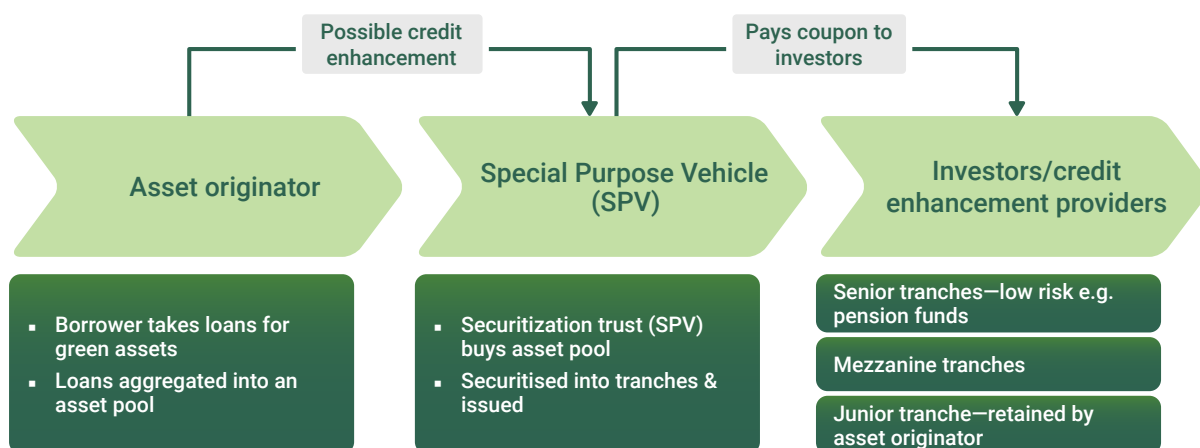 Possible credit
enhancement
Pays coupon to
investors
Asset originator
Special Purpose Vehicle
(SPV)
Investors/credit
enhancement providers
▪ Borrower takes loans for
green assets
▪ Loans aggregated into an
asset pool
▪ Securitization trust (SPV)
buys asset pool
▪ Securitised into tranches &
issued
Senior tranches—low risk e.g.
pension funds
Mezzanine tranches
Junior tranche—retained by
asset originator